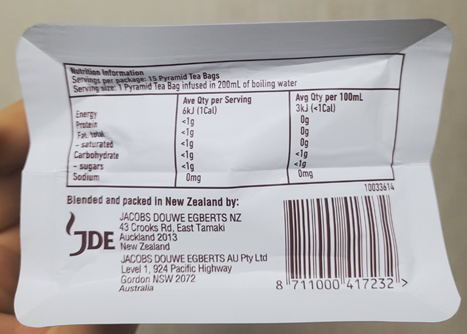 Nutrition Information
Servings per package: 15 Pyramid Tea Bags
Serving size: 1 Pyramid Tea Bag infused in 200mL of boiling water
Ave Qty per Serving Avg Qty per 100mL
Energy 6kJ (1Cal) 3kJ (<1Cal)
Protein <1g 0g
Fat, total <1g 0g
- saturated <1g 0g
Carbohydrate <1g <1g
- sugars <1g <1g
Sodium 0mg 0mg
10033614
Blended and packed in New Zealand by:
JDE
JACOBS DOUWE EGBERTS NZ
43 Crooks Rd, East Tamaki
Auckland 2013
New Zealand
JACOBS DOUWE EGBERTS AU Pty Ltd
Level 1, 924 Pacific Highway
Gordon NSW 2072
Australia
8 711000 417232 >